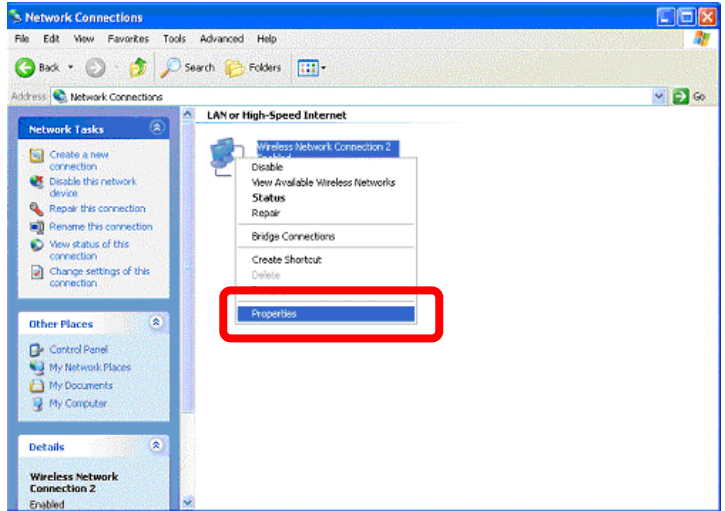 Network Connections
File Edit View Favorites Tools Advanced Help
Back Search Folders
Address Network Connections Go
Network Tasks
Create a new
connection
Disable this network
device
Repair this connection
Rename this connection
View status of this
connection
Change settings of this
connection
Other Places
Control Panel
My Network Places
My Documents
My Computer
Details
Wireless Network
Connection 2
Enabled
LAN or High-Speed Internet
Wireless Network Connection 2
Enabled
Disable
View Available Wireless Networks
Status
Repair
Bridge Connections
Create Shortcut
Delete
Properties